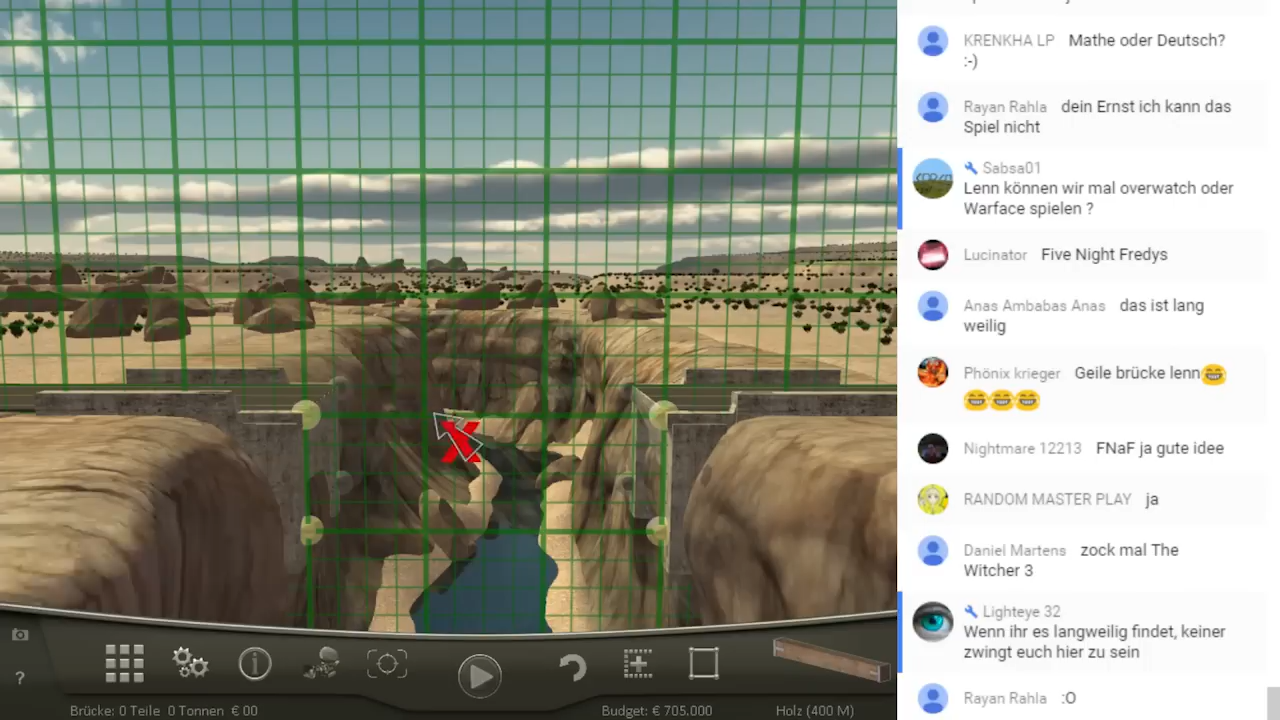 KRENKHA LP Mathe oder Deutsch?
:-)
Rayan Rahla dein Ernst ich kann das
Spiel nicht
Sabsa01
Lenn können wir mal overwatch oder
Warface spielen ?
Lucinator Five Night Fredys
Anas Ambabas Anas das ist lang
weilig
Phönix krieger Geile brücke lenn😂
😂😂😂
Nightmare 12213 FNaF ja gute idee
RANDOM MASTER PLAY ja
Daniel Martens zock mal The
Witcher 3
Lighteye 32
Wenn ihr es langweilig findet, keiner
zwingt euch hier zu sein
Rayan Rahla :O
?
Brücke: 0 Teile 0 Tonnen € 00
Budget: € 705.000
Holz (400 M)